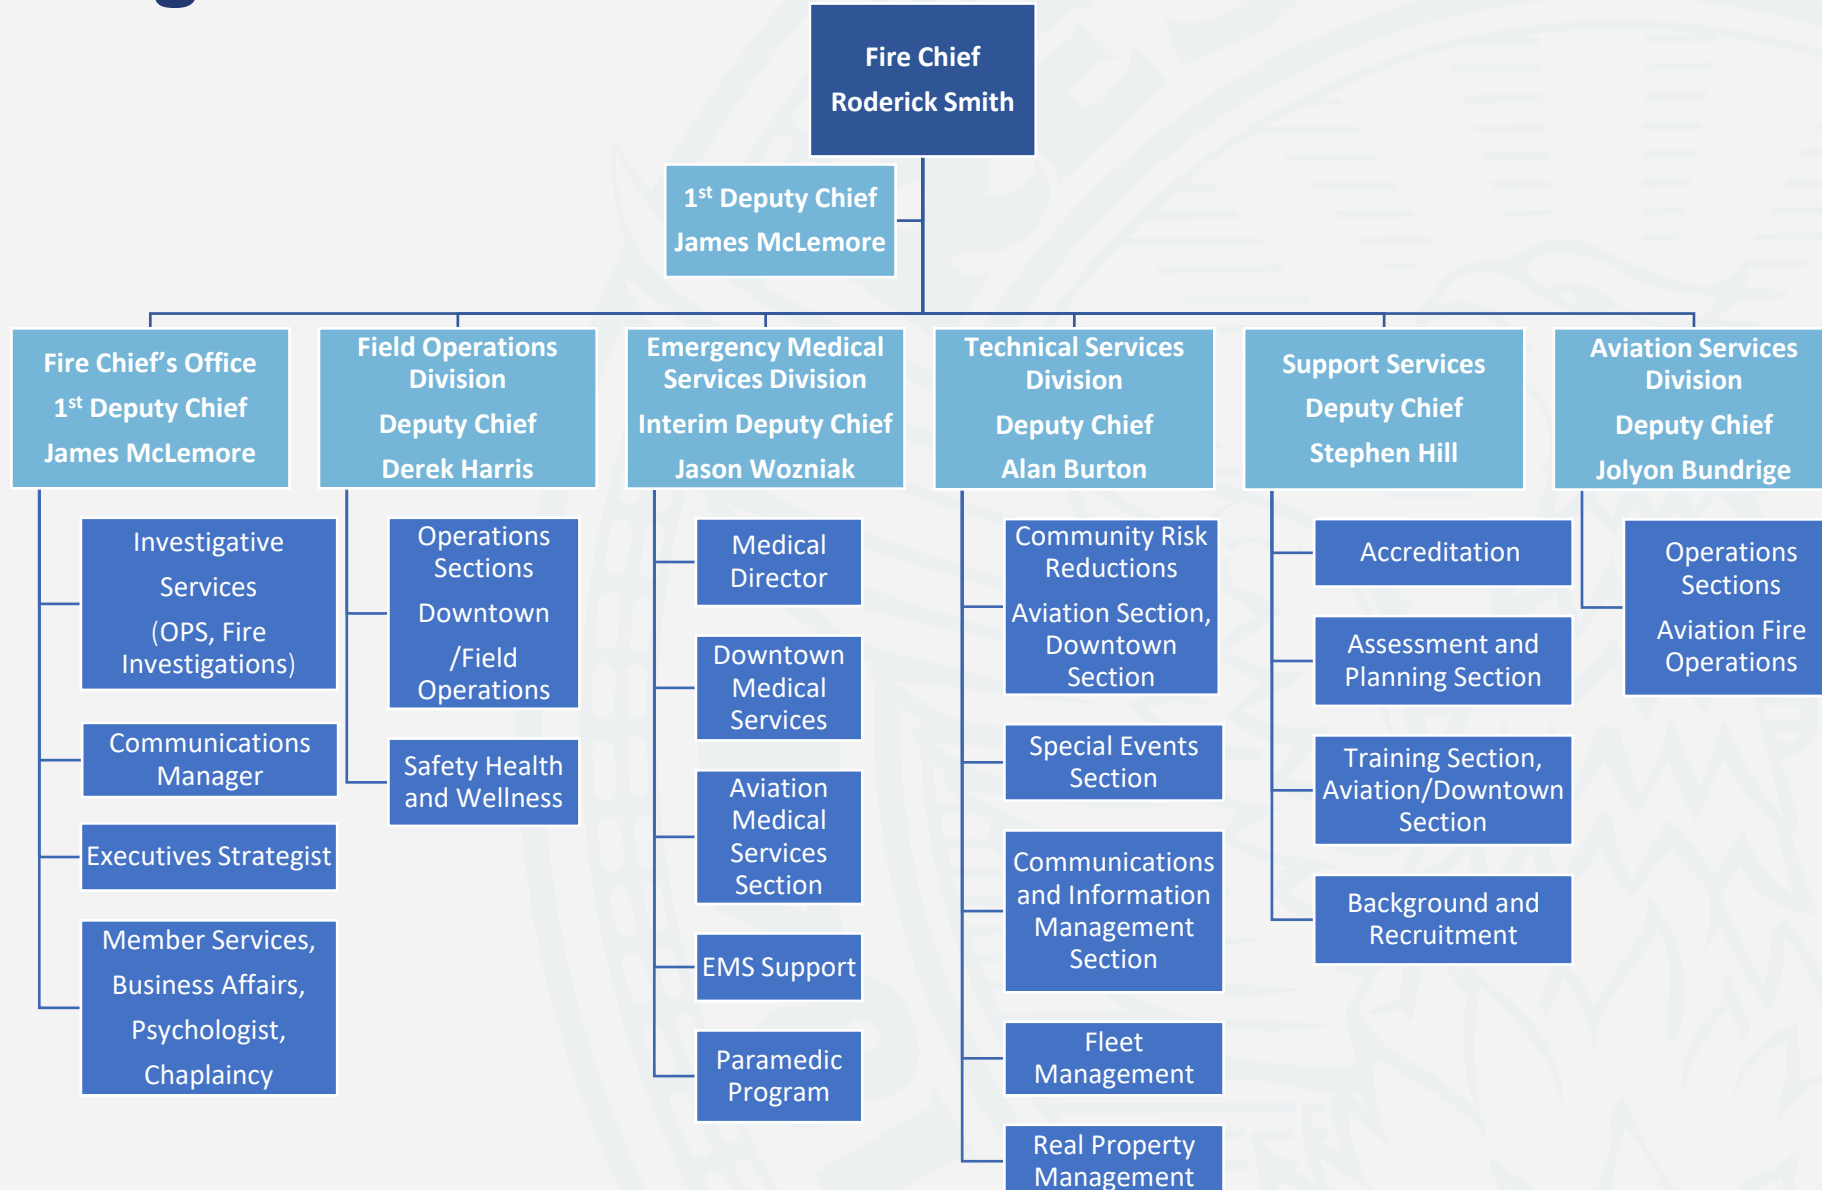 Fire Chief
Roderick Smith
1st Deputy Chief
James McLemore
Fire Chief’s Office
1st Deputy Chief
James McLemore
Field Operations
Division
Deputy Chief
Derek Harris
Emergency Medical
Services Division
Interim Deputy Chief
Jason Wozniak
Technical Services
Division
Deputy Chief
Alan Burton
Support Services
Deputy Chief
Stephen Hill
Aviation Services
Division
Deputy Chief
Jolyon Bundrige
Investigative
Services
(OPS, Fire
Investigations)
Communications
Manager
Executives Strategist
Member Services,
Business Affairs,
Psychologist,
Chaplaincy
Operations
Sections
Downtown
/Field
Operations
Safety Health
and Wellness
Medical
Director
Downtown
Medical
Services
Aviation
Medical
Services
Section
EMS Support
Paramedic
Program
Community Risk
Reductions
Aviation Section,
Downtown
Section
Special Events
Section
Communications
and Information
Management
Section
Fleet
Management
Real Property
Management
Accreditation
Assessment and
Planning Section
Training Section,
Aviation/Downtown
Section
Background and
Recruitment
Operations
Sections
Aviation Fire
Operations